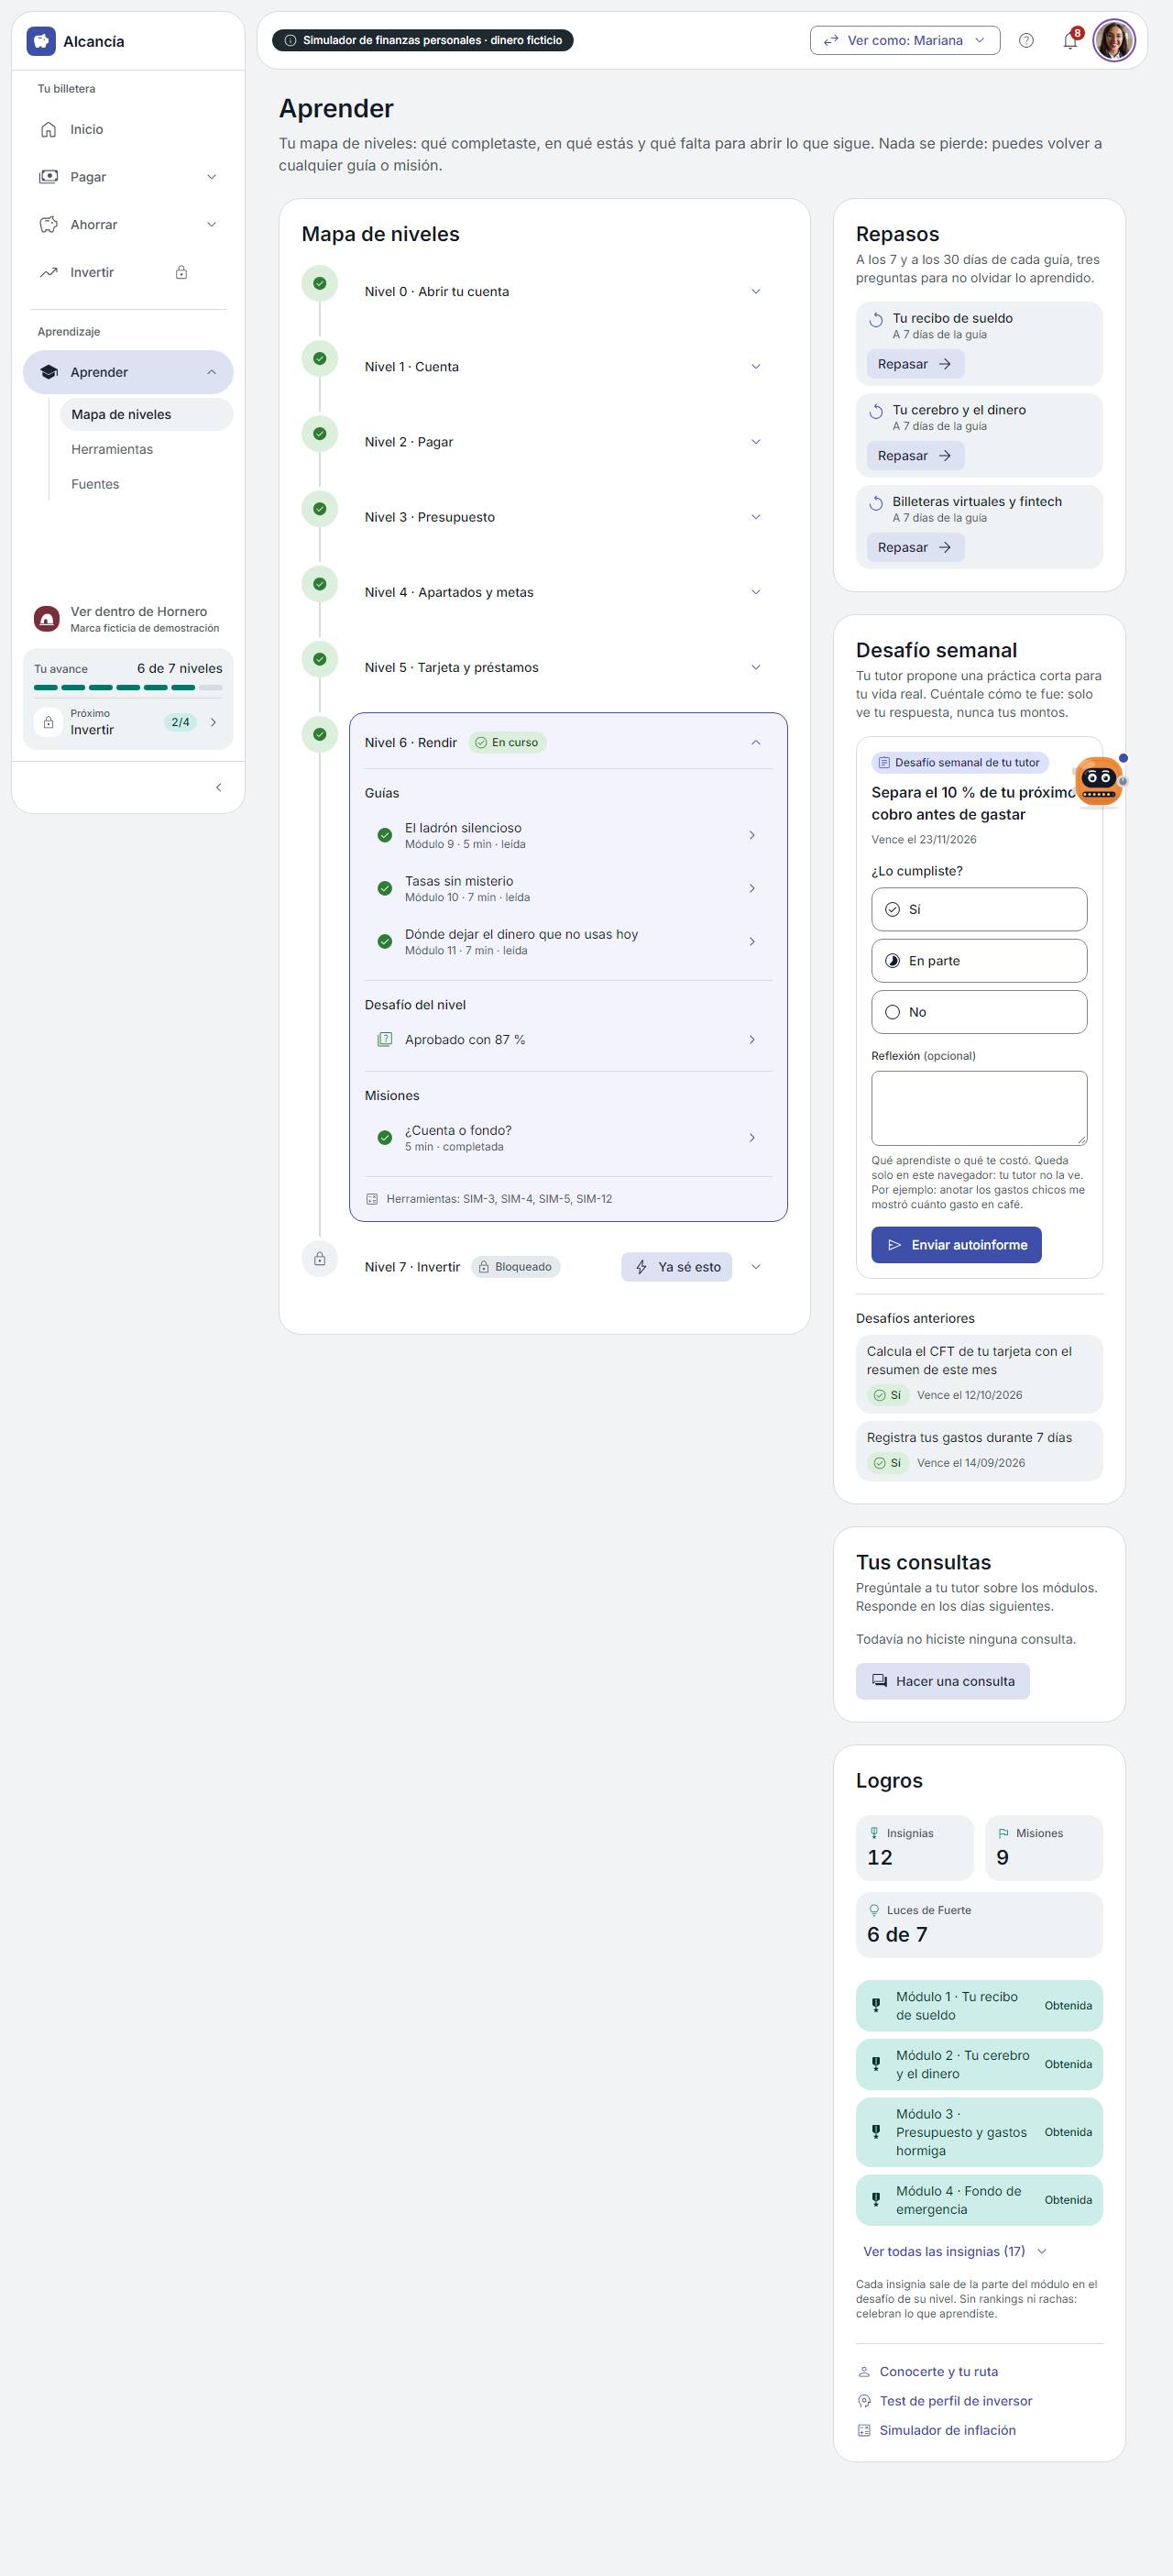 Alcancía
Tu billetera
Inicio
Pagar
Ahorrar
Invertir
Aprendizaje
Aprender
Mapa de niveles
Herramientas
Fuentes
Ver dentro de Hornero
Marca ficticia de demostración
Tu avance
6 de 7 niveles
Próximo
Invertir
2/4
Simulador de finanzas personales · dinero ficticio
Ver como: Mariana
8
Aprender
Tu mapa de niveles: qué completaste, en qué estás y qué falta para abrir lo que sigue. Nada se pierde: puedes volver a
cualquier guía o misión.
Mapa de niveles
Nivel 0 · Abrir tu cuenta
Nivel 1 · Cuenta
Nivel 2 · Pagar
Nivel 3 · Presupuesto
Nivel 4 · Apartados y metas
Nivel 5 · Tarjeta y préstamos
Nivel 6 · Rendir
En curso
Guías
El ladrón silencioso
Módulo 9 · 5 min · leída
Tasas sin misterio
Módulo 10 · 7 min · leída
Dónde dejar el dinero que no usas hoy
Módulo 11 · 7 min · leída
Desafío del nivel
Aprobado con 87 %
Misiones
¿Cuenta o fondo?
5 min · completada
Herramientas: SIM-3, SIM-4, SIM-5, SIM-12
Nivel 7 · Invertir
Bloqueado
Ya sé esto
Repasos
A los 7 y a los 30 días de cada guía, tres
preguntas para no olvidar lo aprendido.
Tu recibo de sueldo
A 7 días de la guía
Repasar
Tu cerebro y el dinero
A 7 días de la guía
Repasar
Billeteras virtuales y fintech
A 7 días de la guía
Repasar
Desafío semanal
Tu tutor propone una práctica corta para
tu vida real. Cuéntale cómo te fue: solo
ve tu respuesta, nunca tus montos.
Desafío semanal de tu tutor
Separa el 10 % de tu próximo
cobro antes de gastar
Vence el 23/11/2026
¿Lo cumpliste?
Sí
En parte
No
Reflexión (opcional)
Qué aprendiste o qué te costó. Queda
solo en este navegador: tu tutor no la ve.
Por ejemplo: anotar los gastos chicos me
mostró cuánto gasto en café.
Enviar autoinforme
Desafíos anteriores
Calcula el CFT de tu tarjeta con el
resumen de este mes
Sí
Vence el 12/10/2026
Registra tus gastos durante 7 días
Sí
Vence el 14/09/2026
Tus consultas
Pregúntale a tu tutor sobre los módulos.
Responde en los días siguientes.
Todavía no hiciste ninguna consulta.
Hacer una consulta
Logros
Insignias
12
Misiones
9
Luces de Fuerte
6 de 7
Módulo 1 · Tu recibo
de sueldo
Obtenida
Módulo 2 · Tu cerebro
y el dinero
Obtenida
Módulo 3 ·
Presupuesto y gastos
hormiga
Obtenida
Módulo 4 · Fondo de
emergencia
Obtenida
Ver todas las insignias (17)
Cada insignia sale de la parte del módulo en el
desafío de su nivel. Sin rankings ni rachas:
celebran lo que aprendiste.
Conocerte y tu ruta
Test de perfil de inversor
Simulador de inflación